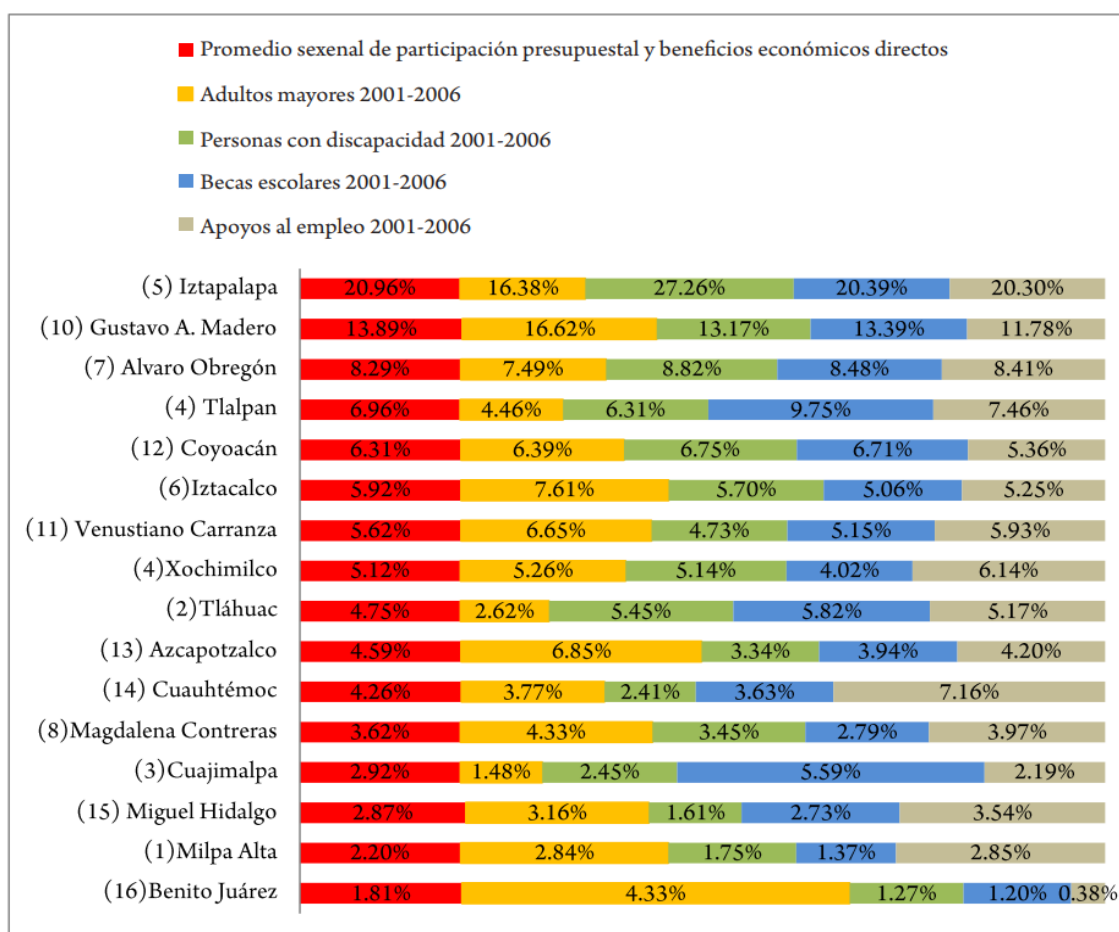 Promedio sexenal de participación presupuestal y beneficios económicos directos
Adultos mayores 2001-2006
Personas con discapacidad 2001-2006
Becas escolares 2001-2006
Apoyos al empleo 2001-2006
(5) Iztapalapa 20.96% 16.38% 27.26% 20.39% 20.30%
(10) Gustavo A. Madero 13.89% 16.62% 13.17% 13.39% 11.78%
(7) Alvaro Obregón 8.29% 7.49% 8.82% 8.48% 8.41%
(4) Tlalpan 6.96% 4.46% 6.31% 9.75% 7.46%
(12) Coyoacán 6.31% 6.39% 6.75% 6.71% 5.36%
(6)Iztacalco 5.92% 7.61% 5.70% 5.06% 5.25%
(11) Venustiano Carranza 5.62% 6.65% 4.73% 5.15% 5.93%
(4)Xochimilco 5.12% 5.26% 5.14% 4.02% 6.14%
(2)Tláhuac 4.75% 2.62% 5.45% 5.82% 5.17%
(13) Azcapotzalco 4.59% 6.85% 3.34% 3.94% 4.20%
(14) Cuauhtémoc 4.26% 3.77% 2.41% 3.63% 7.16%
(8)Magdalena Contreras 3.62% 4.33% 3.45% 2.79% 3.97%
(3)Cuajimalpa 2.92% 1.48% 2.45% 5.59% 2.19%
(15) Miguel Hidalgo 2.87% 3.16% 1.61% 2.73% 3.54%
(1)Milpa Alta 2.20% 2.84% 1.75% 1.37% 2.85%
(16)Benito Juárez 1.81% 4.33% 1.27% 1.20% 0.38%